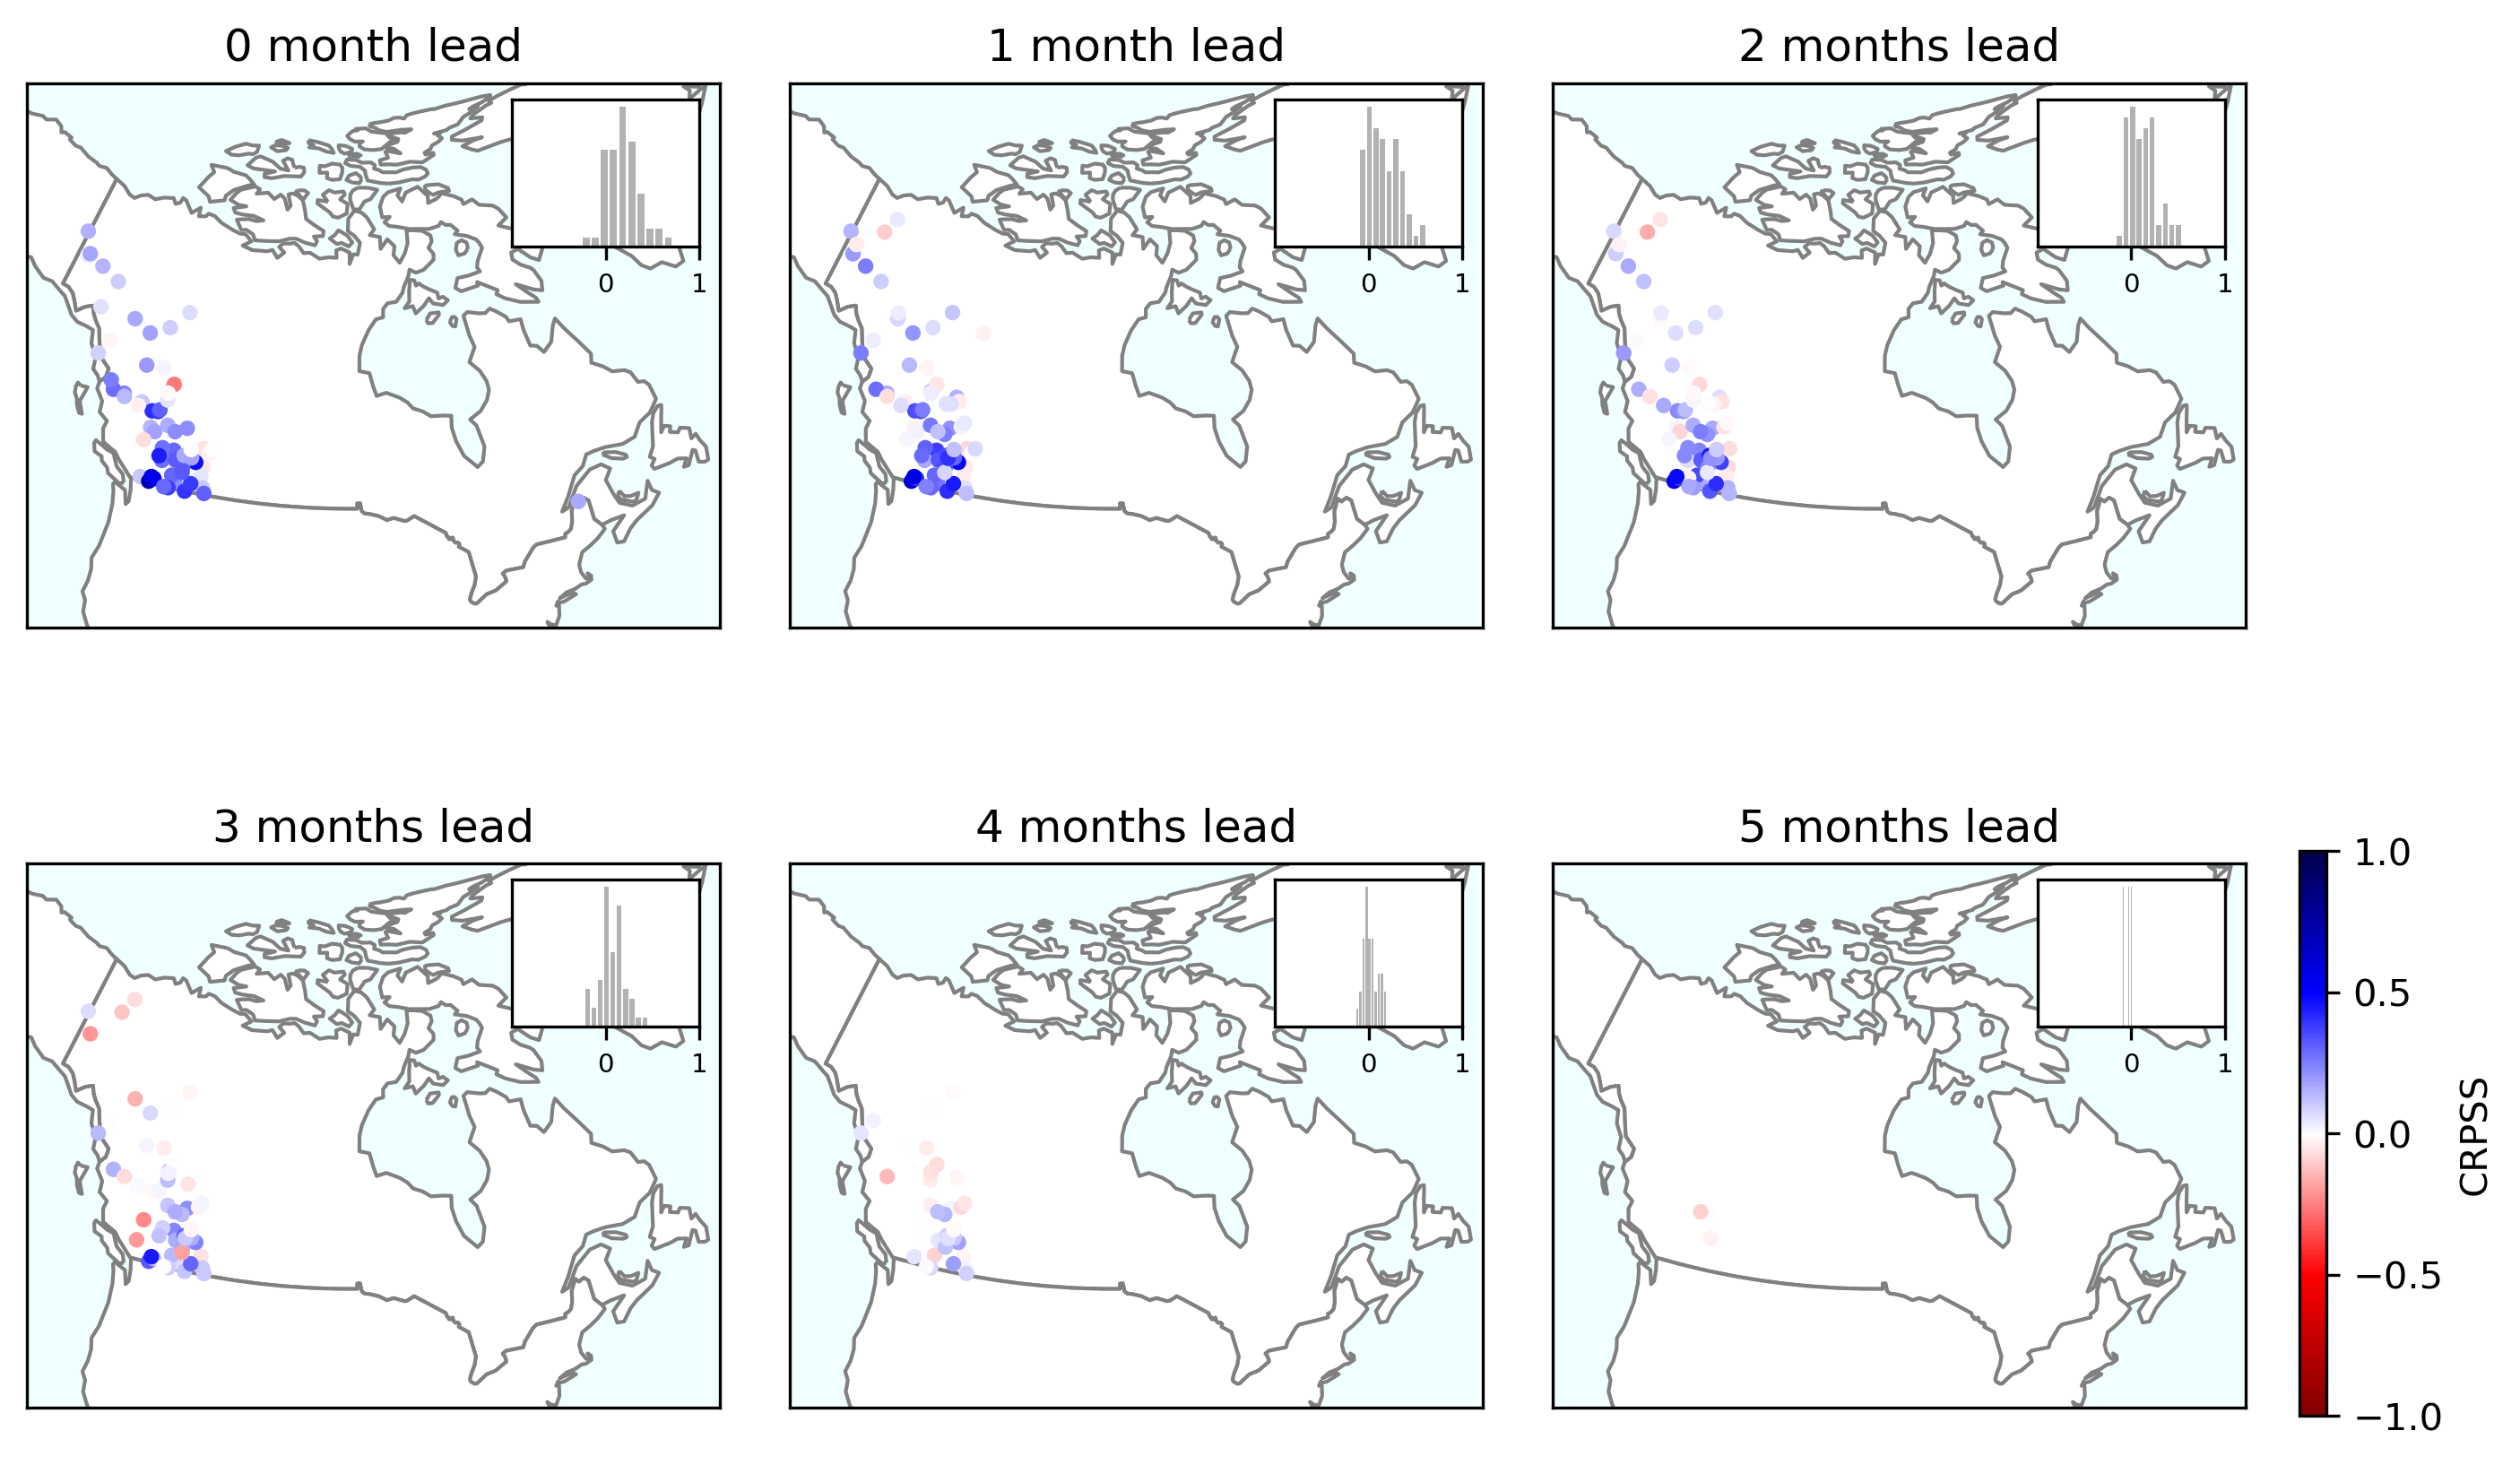 0 month lead
1 month lead
2 months lead
0 1
0 1
0 1
3 months lead
4 months lead
5 months lead
0 1
0 1
0 1
1.0
0.5
0.0
−0.5
−1.0
CRPSS